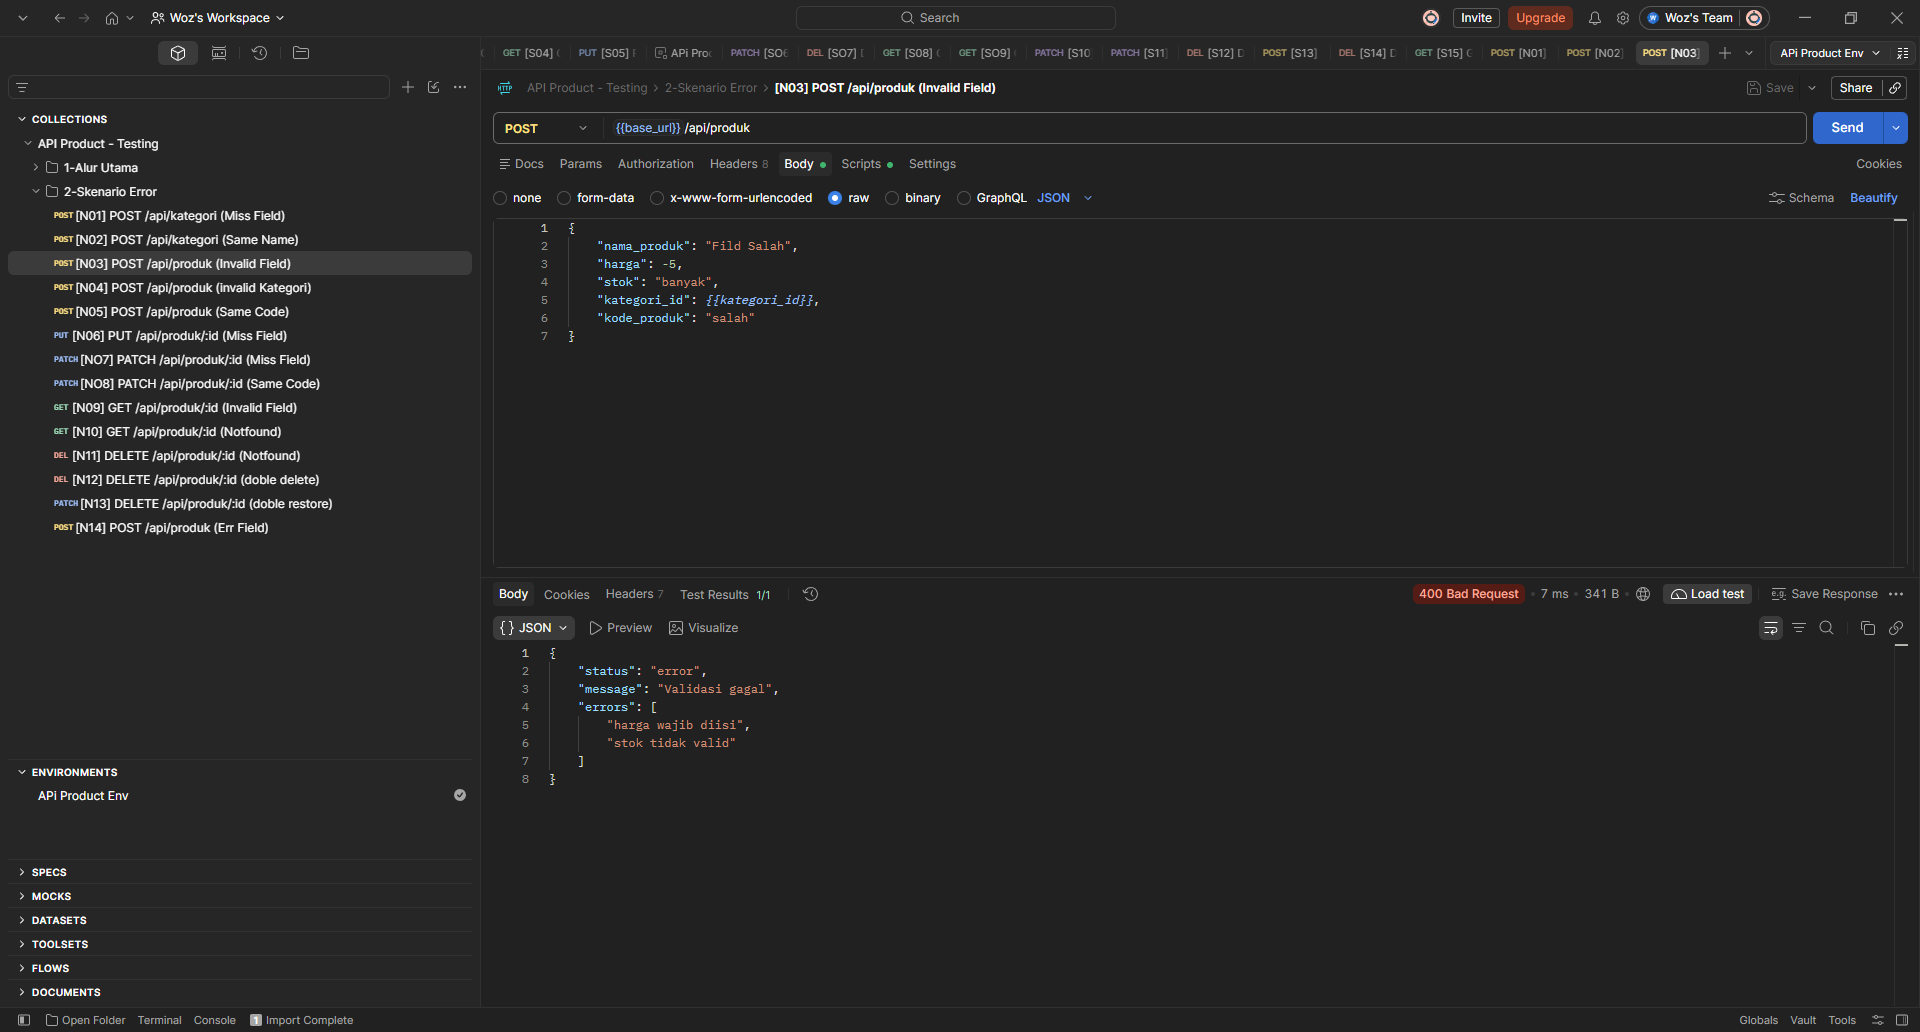 Woz's Workspace
Search
Invite
Upgrade
Woz's Team
GET [S04]
PUT [S05]
APi Pro
PATCH [SO6
DEL [SO7]
GET [S08]
GET [SO9]
PATCH [S10
PATCH [S11]
DEL [S12] D
POST [S13]
DEL [S14] D
GET [S15] G
POST [N01]
POST [N02]
POST [N03]
APi Product Env
HTTP API Product - Testing > 2-Skenario Error > [N03] POST /api/produk (Invalid Field)
Save
Share
COLLECTIONS
API Product - Testing
1-Alur Utama
2-Skenario Error
POST [N01] POST /api/kategori (Miss Field)
POST [N02] POST /api/kategori (Same Name)
POST [N03] POST /api/produk (Invalid Field)
POST [N04] POST /api/produk (invalid Kategori)
POST [N05] POST /api/produk (Same Code)
PUT [N06] PUT /api/produk/:id (Miss Field)
PATCH [NO7] PATCH /api/produk/:id (Miss Field)
PATCH [NO8] PATCH /api/produk/:id (Same Code)
GET [N09] GET /api/produk/:id (Invalid Field)
GET [N10] GET /api/produk/:id (Notfound)
DEL [N11] DELETE /api/produk/:id (Notfound)
DEL [N12] DELETE /api/produk/:id (doble delete)
PATCH [N13] DELETE /api/produk/:id (doble restore)
POST [N14] POST /api/produk (Err Field)
ENVIRONMENTS
APi Product Env
SPECS
MOCKS
DATASETS
TOOLSETS
FLOWS
DOCUMENTS
POST {{base_url}} /api/produk
Send
Docs Params Authorization Headers 8 Body Scripts Settings
Cookies
none form-data x-www-form-urlencoded raw binary GraphQL JSON
Schema Beautify
1 {
2 "nama_produk": "Fild Salah",
3 "harga": -5,
4 "stok": "banyak",
5 "kategori_id": {{kategori_id}},
6 "kode_produk": "salah"
7 }
Body Cookies Headers 7 Test Results 1/1
400 Bad Request • 7 ms • 341 B
Load test
e.g. Save Response
{} JSON Preview Visualize
1 {
2 "status": "error",
3 "message": "Validasi gagal",
4 "errors": [
5 "harga wajib diisi",
6 "stok tidak valid"
7 ]
8 }
Open Folder Terminal Console 1 Import Complete
Globals Vault Tools